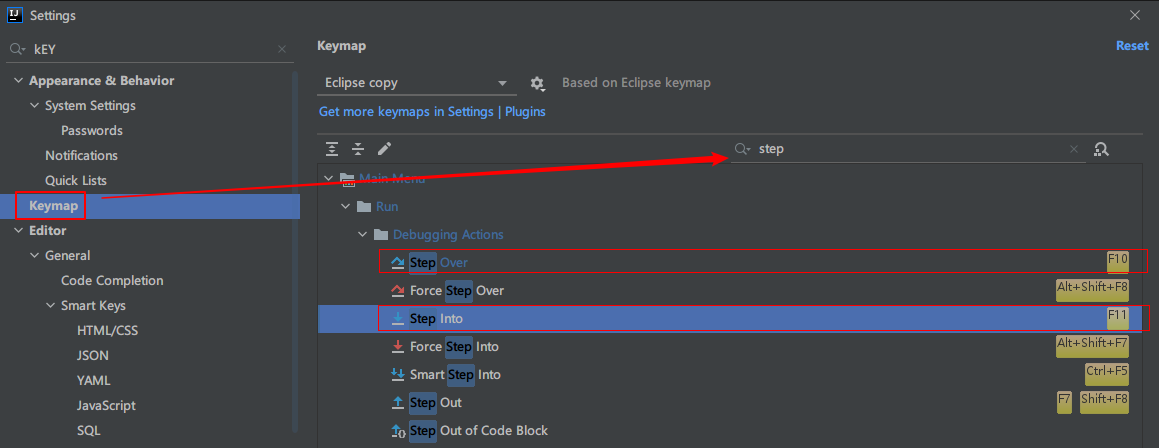 IJ Settings
kEY
Appearance & Behavior
System Settings
Passwords
Notifications
Quick Lists
Keymap
Editor
General
Code Completion
Smart Keys
HTML/CSS
JSON
YAML
JavaScript
SQL
Keymap
Reset
Eclipse copy
Based on Eclipse keymap
Get more keymaps in Settings | Plugins
step
Main Menu
Run
Debugging Actions
Step Over F10
Force Step Over Alt+Shift+F8
Step Into F11
Force Step Into Alt+Shift+F7
Smart Step Into Ctrl+F5
Step Out F7 Shift+F8
Step Out of Code Block